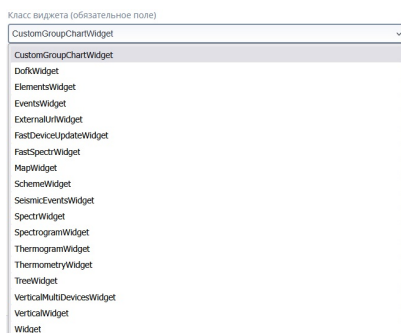 Класс виджета (обязательное поле)
CustomGroupChartWidget
CustomGroupChartWidget
DofkWidget
ElementsWidget
EventsWidget
ExternalUrlWidget
FastDeviceUpdateWidget
FastSpectrWidget
MapWidget
SchemeWidget
SeismicEventsWidget
SpectrWidget
SpectrogramWidget
ThermogramWidget
ThermometryWidget
TreeWidget
VerticalMultiDevicesWidget
VerticalWidget
Widget